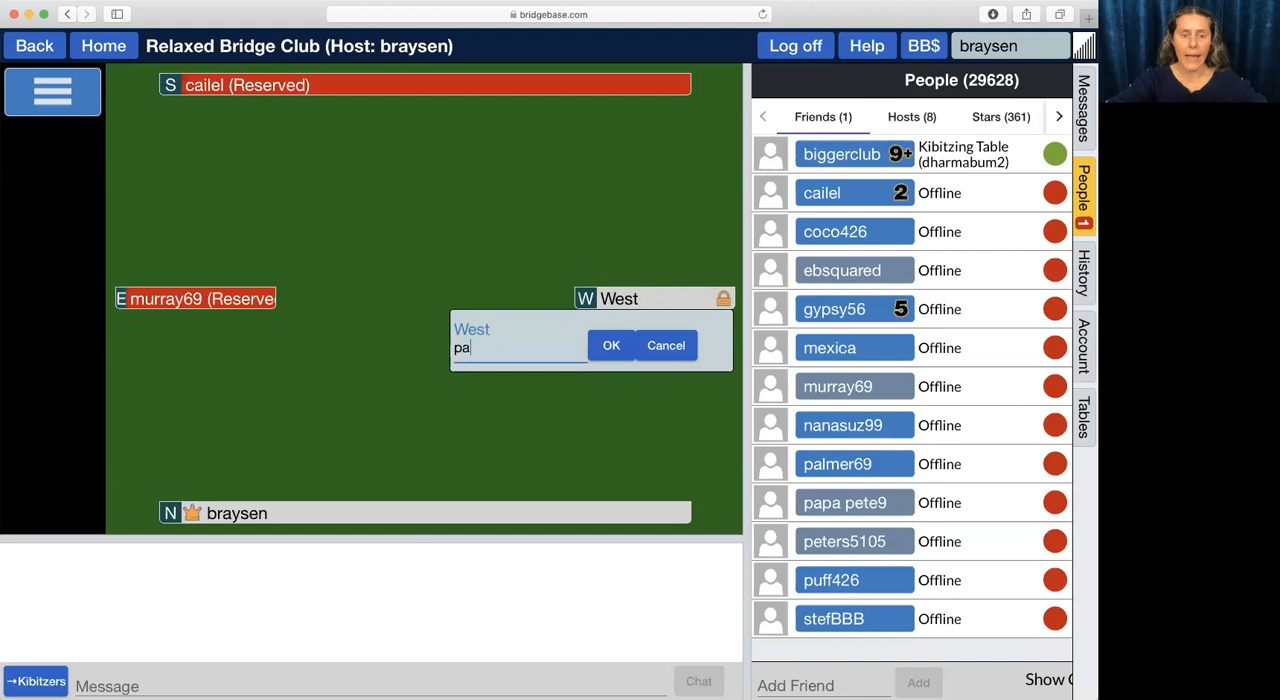 bridgebase.com
Back
Home
Relaxed Bridge Club (Host: braysen)
Log off
Help
BB$
braysen
S cailel (Reserved)
E murray69 (Reserve
W West
West
pa
OK
Cancel
N braysen
→Kibitzers
Message
Chat
People (29628)
Friends (1)
Hosts (8)
Stars (361)
biggerclub 9+ Kibitzing Table
(dharmabum2)
cailel 2 Offline
coco426 Offline
ebsquared Offline
gypsy56 5 Offline
mexica Offline
murray69 Offline
nanasuz99 Offline
palmer69 Offline
papa pete9 Offline
peters5105 Offline
puff426 Offline
stefBBB Offline
Add Friend
Add
Show
Messages
People 1
History
Account
Tables